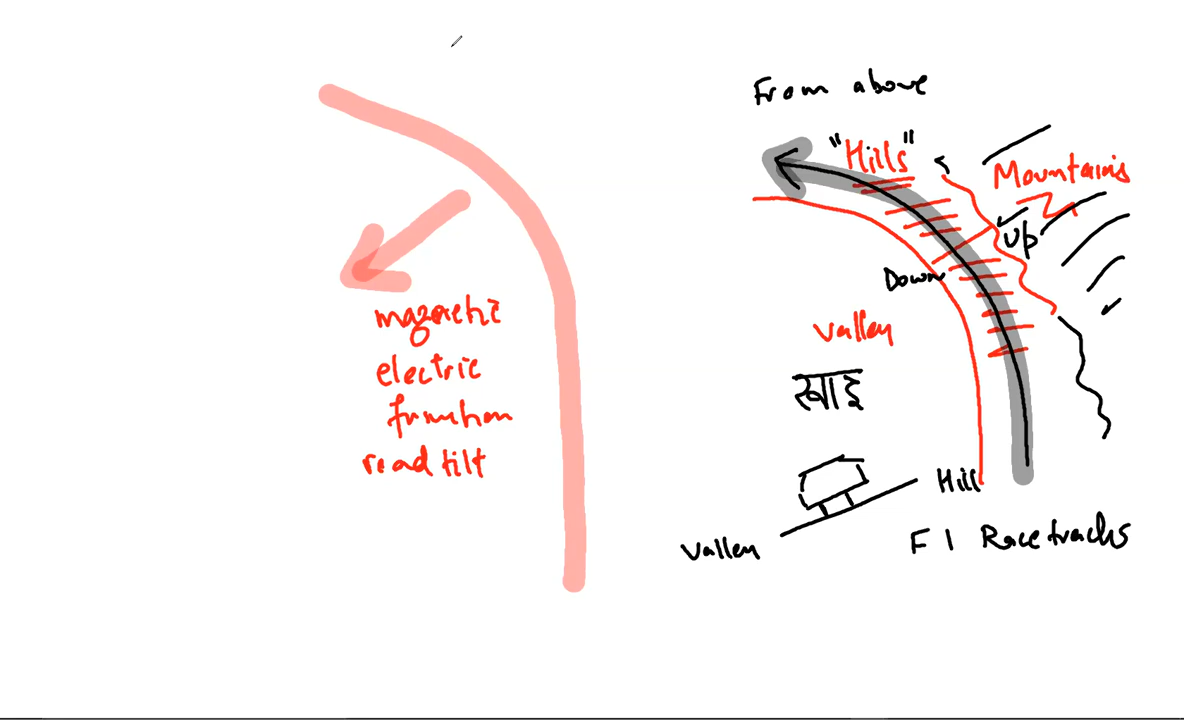 From above
"Hills"
Mountains
Up
Down
magnetic
electric
friction
road tilt
valley
खाइ
Hill
Valley
F1 Racetracks